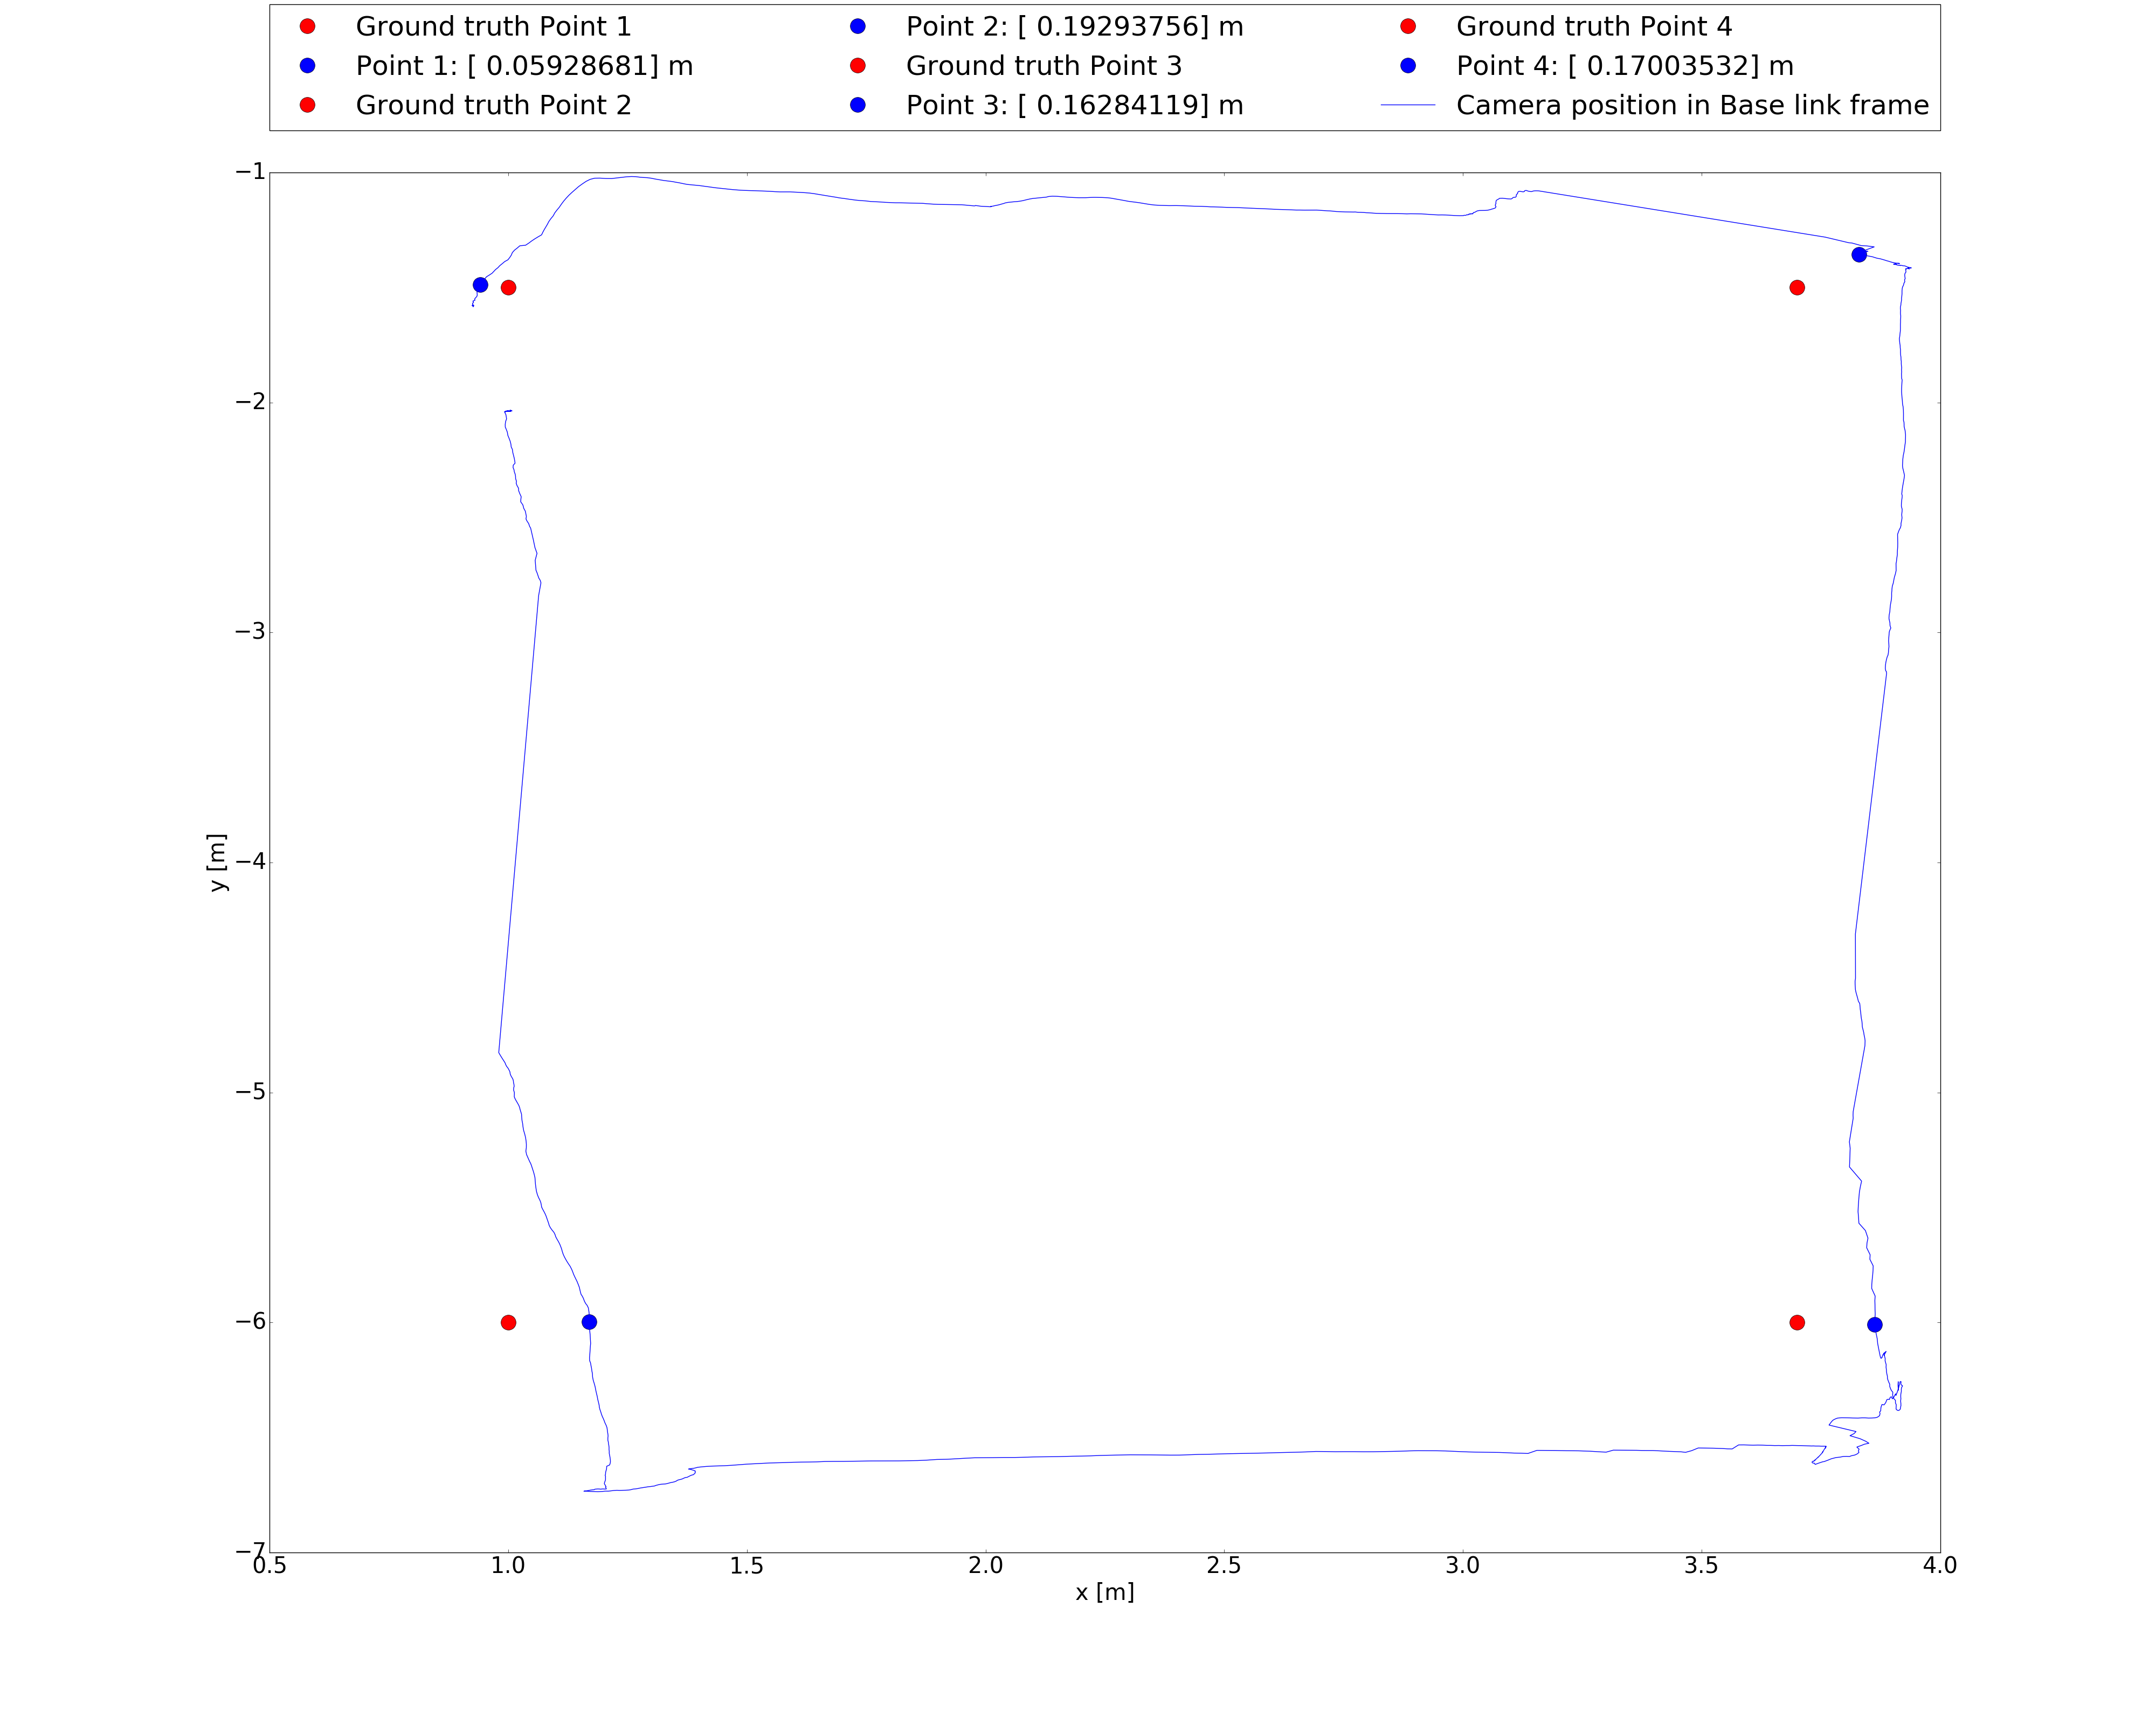 Ground truth Point 1
Point 1: [ 0.05928681] m
Ground truth Point 2
Point 2: [ 0.19293756] m
Ground truth Point 3
Point 3: [ 0.16284119] m
Ground truth Point 4
Point 4: [ 0.17003532] m
Camera position in Base link frame
−1
−2
−3
−4
−5
−6
−7
y [m]
0.5 1.0 1.5 2.0 2.5 3.0 3.5 4.0
x [m]